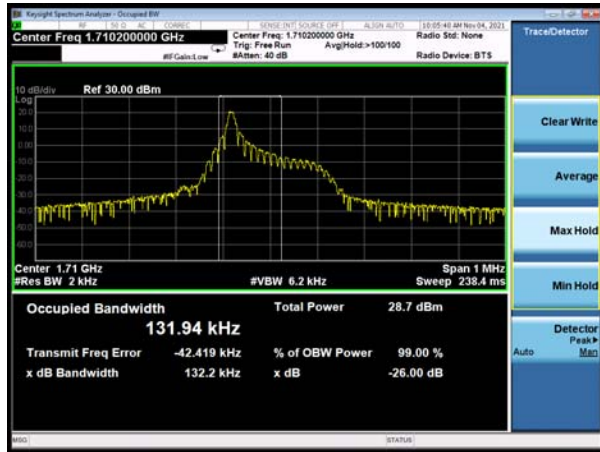 Keysight Spectrum Analyzer - Occupied BW
RF 50 Ω AC CORREC SENSE:INT SOURCE OFF ALIGN AUTO 10:05:40 AM Nov 04, 2021
Center Freq 1.710200000 GHz Center Freq: 1.710200000 GHz Radio Std: None Trace/Detector
Trig: Free Run Avg|Hold:>100/100
#IFGain:Low #Atten: 40 dB Radio Device: BTS
10 dB/div Ref 30.00 dBm
Log
20.0
10.0
0.00
-10.0
-20.0
-30.0
-40.0
-50.0
-60.0
Center 1.71 GHz Span 1 MHz
#Res BW 2 kHz #VBW 6.2 kHz Sweep 238.4 ms
Occupied Bandwidth Total Power 28.7 dBm
131.94 kHz
Transmit Freq Error -42.419 kHz % of OBW Power 99.00 %
x dB Bandwidth 132.2 kHz x dB -26.00 dB
Clear Write
Average
Max Hold
Min Hold
Detector
Peak▶
Auto Man
MSG STATUS